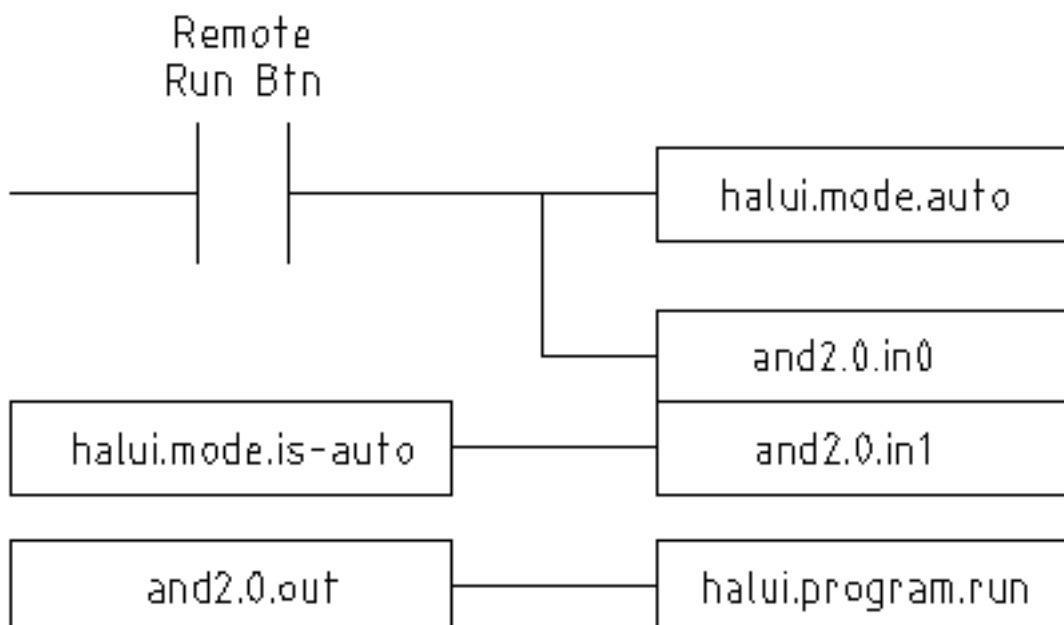 Remote
Run Btn
halui.mode.auto
and2.0.in0
halui.mode.is-auto
and2.0.in1
and2.0.out
halui.program.run